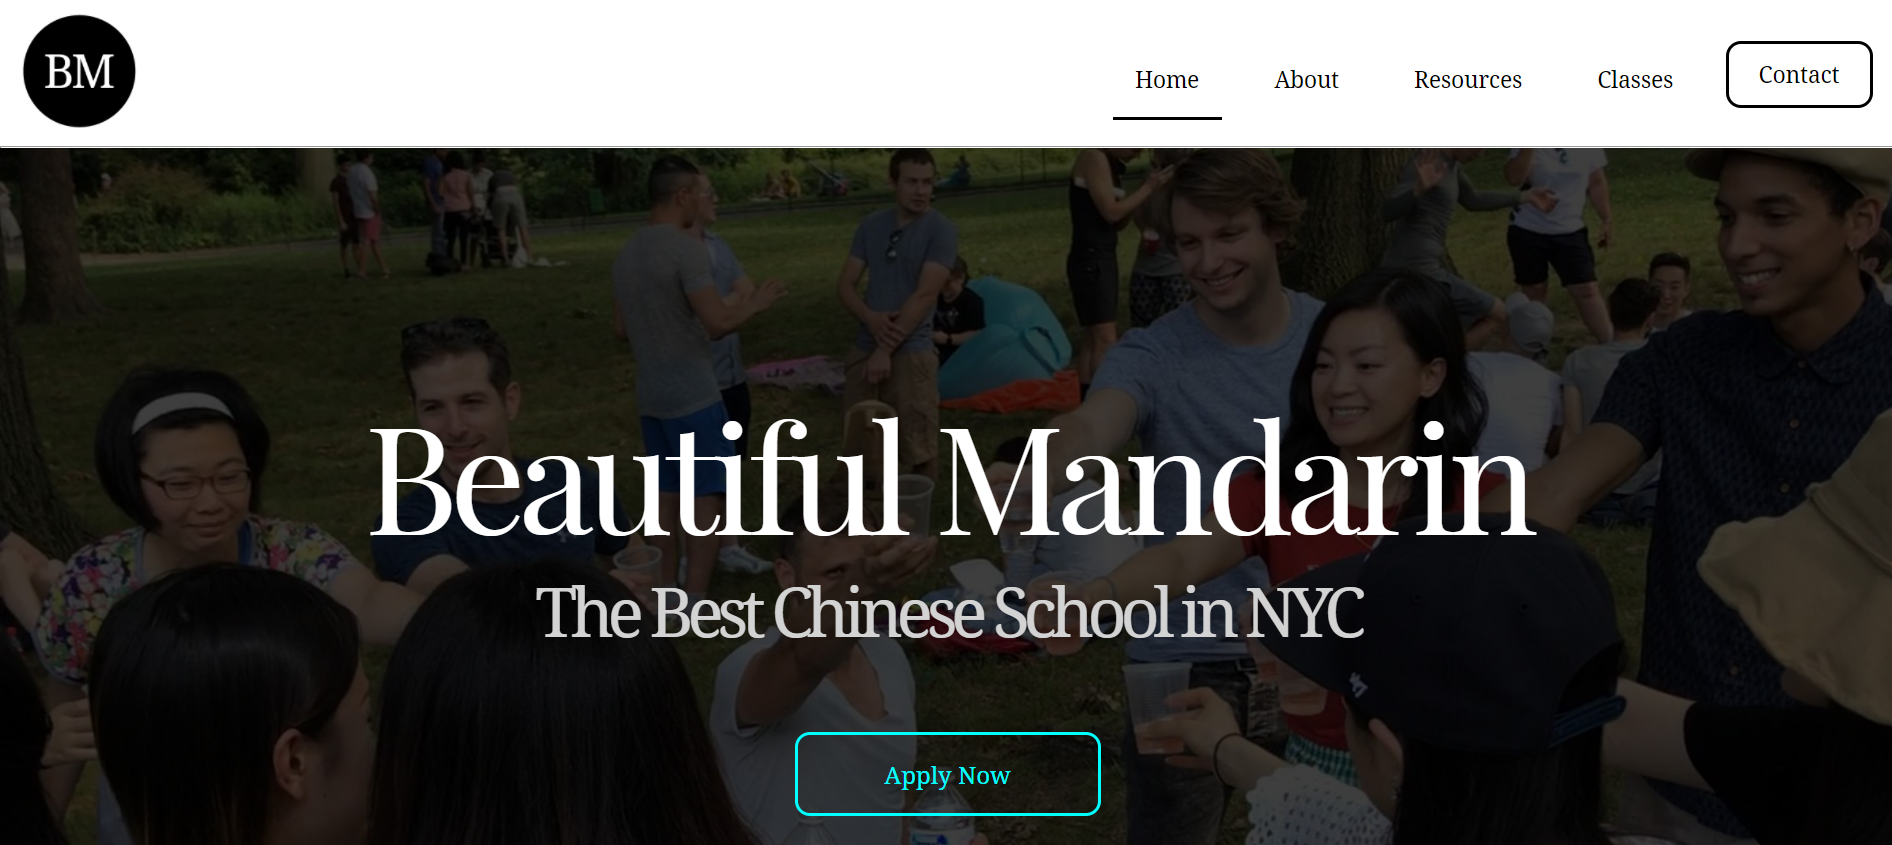 BM
Home About Resources Classes Contact
Beautiful Mandarin
The Best Chinese School in NYC
Apply Now